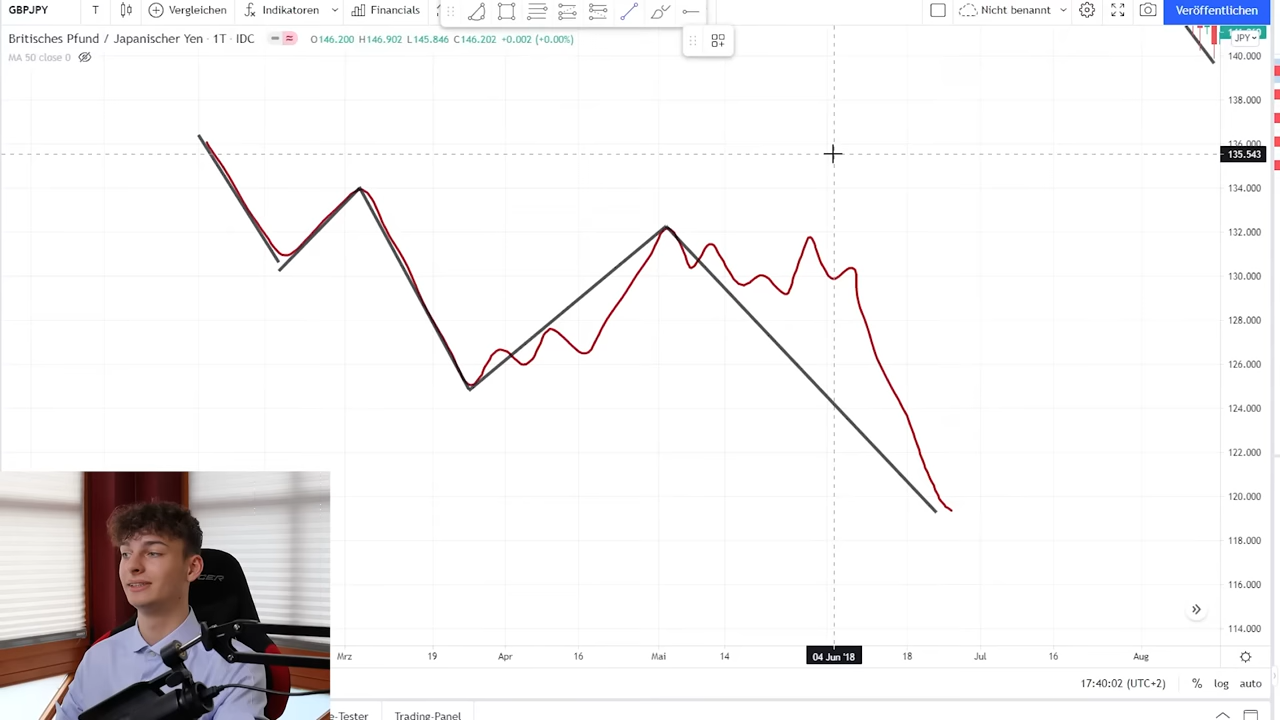 GBPJPY T Vergleichen Indikatoren Financials Nicht benannt Veröffentlichen
Britisches Pfund / Japanischer Yen · 1T · IDC O146.200 H146.902 L145.846 C146.202 +0.002 (+0.00%)
JPY
MA 50 close 0
140.000
138.000
136.000
135.543
134.000
132.000
130.000
128.000
126.000
124.000
122.000
120.000
118.000
116.000
114.000
Mrz 19 Apr 16 Mai 14 04 Jun '18 18 Jul 16 Aug
17:40:02 (UTC+2) % log auto
e-Tester Trading-Panel